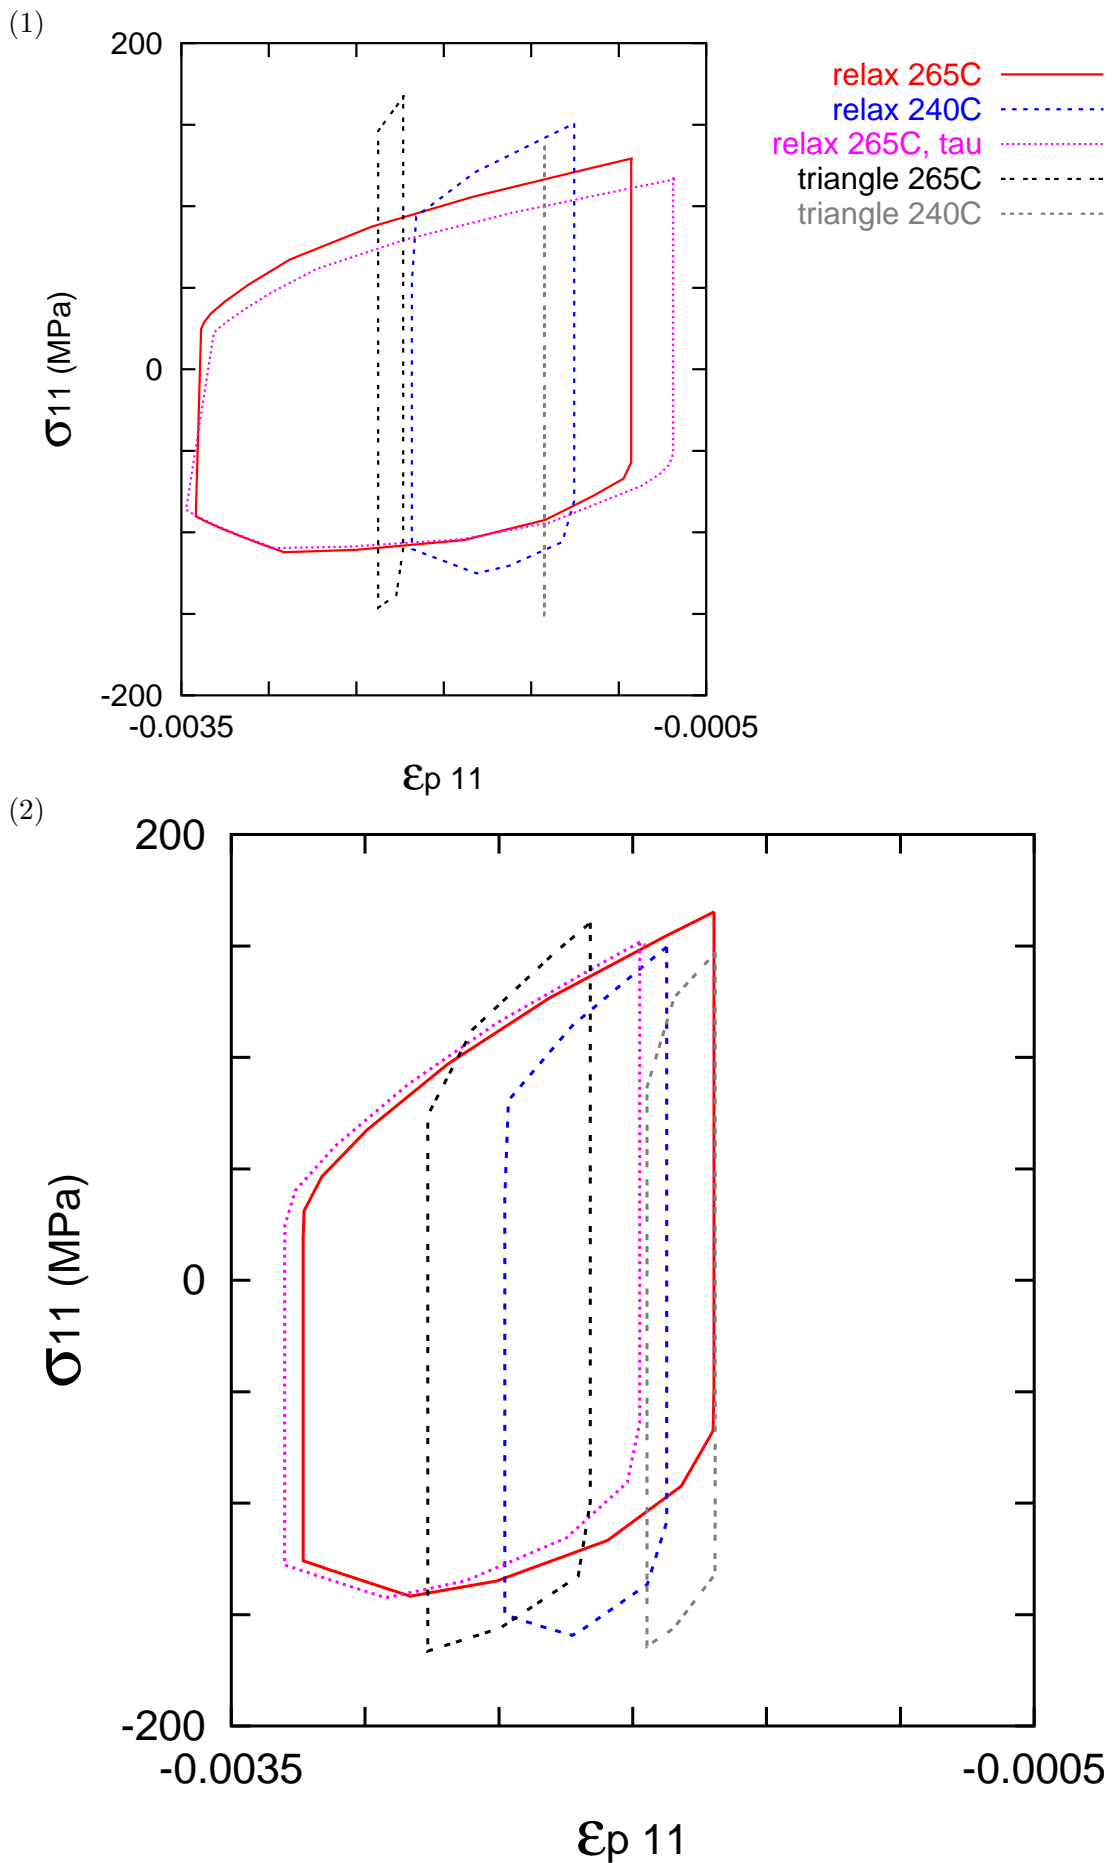 (1)
200
0
-200
-0.0035
-0.0005
σ11 (MPa)
εp 11
relax 265C
relax 240C
relax 265C, tau
triangle 265C
triangle 240C
(2)
200
0
-200
-0.0035
-0.0005
σ11 (MPa)
εp 11